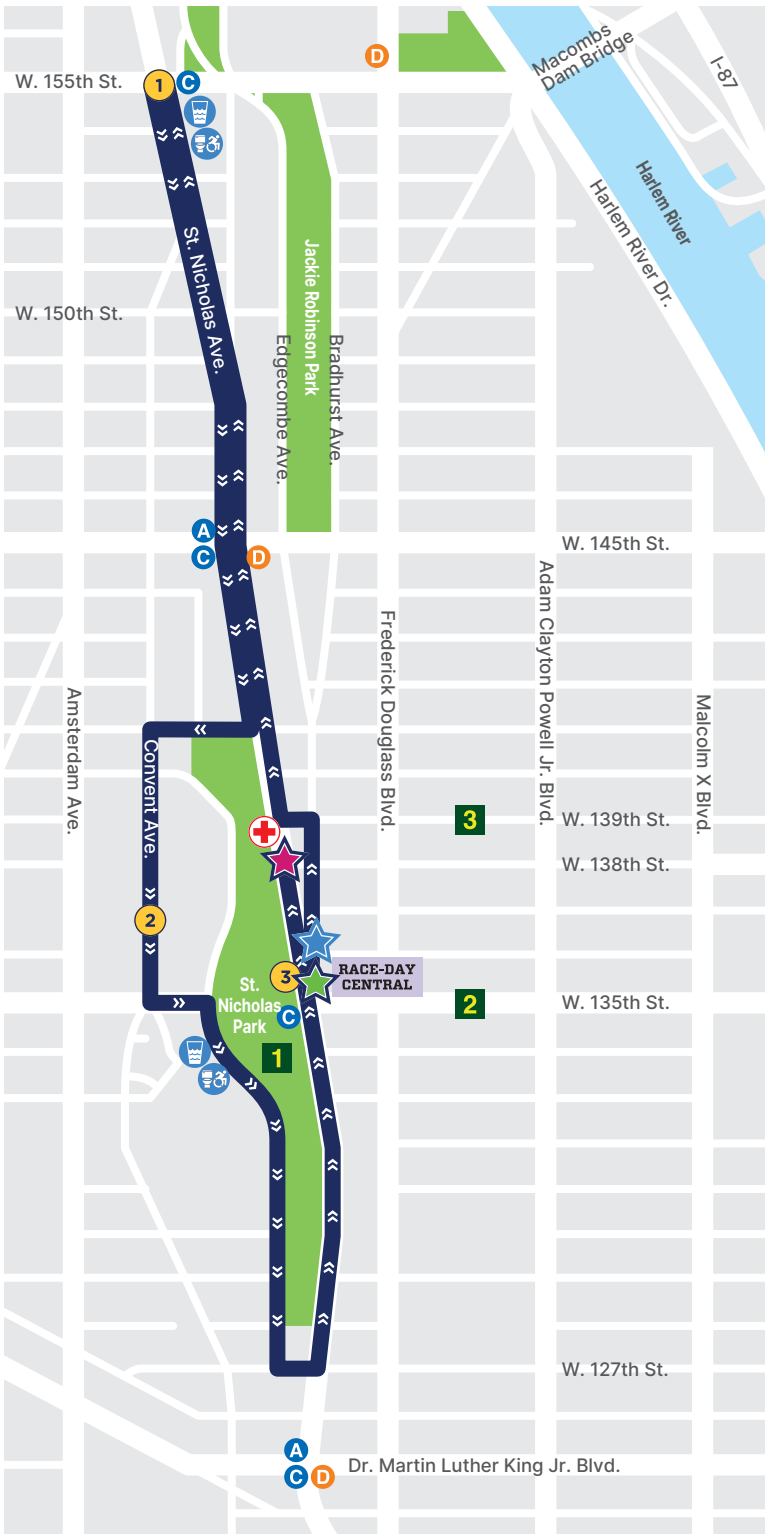 D
Macombs
Dam Bridge
I-87
W. 155th St.
1
C
Harlem River
Harlem River Dr.
St. Nicholas Ave.
Jackie Robinson Park
W. 150th St.
Edgecombe Ave.
Bradhurst Ave.
A
C
D
W. 145th St.
Adam Clayton Powell Jr. Blvd.
Frederick Douglass Blvd.
Amsterdam Ave.
Malcolm X Blvd.
Convent Ave.
3
W. 139th St.
W. 138th St.
2
3
RACE-DAY
CENTRAL
St.
Nicholas
Park
C
2
W. 135th St.
1
W. 127th St.
A
C
D
Dr. Martin Luther King Jr. Blvd.